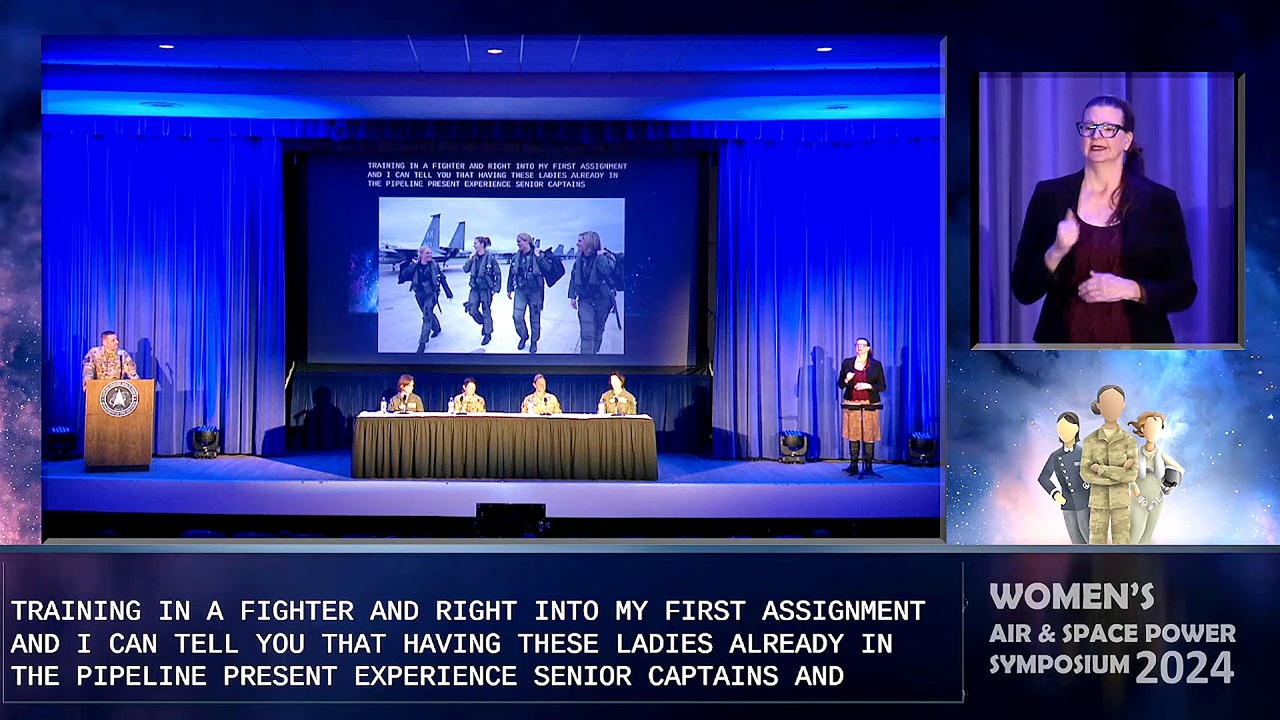 TRAINING IN A FIGHTER AND RIGHT INTO MY FIRST ASSIGNMENT
AND I CAN TELL YOU THAT HAVING THESE LADIES ALREADY IN
THE PIPELINE PRESENT EXPERIENCE SENIOR CAPTAINS
TRAINING IN A FIGHTER AND RIGHT INTO MY FIRST ASSIGNMENT
AND I CAN TELL YOU THAT HAVING THESE LADIES ALREADY IN
THE PIPELINE PRESENT EXPERIENCE SENIOR CAPTAINS AND
WOMEN'S
AIR & SPACE POWER
SYMPOSIUM 2024